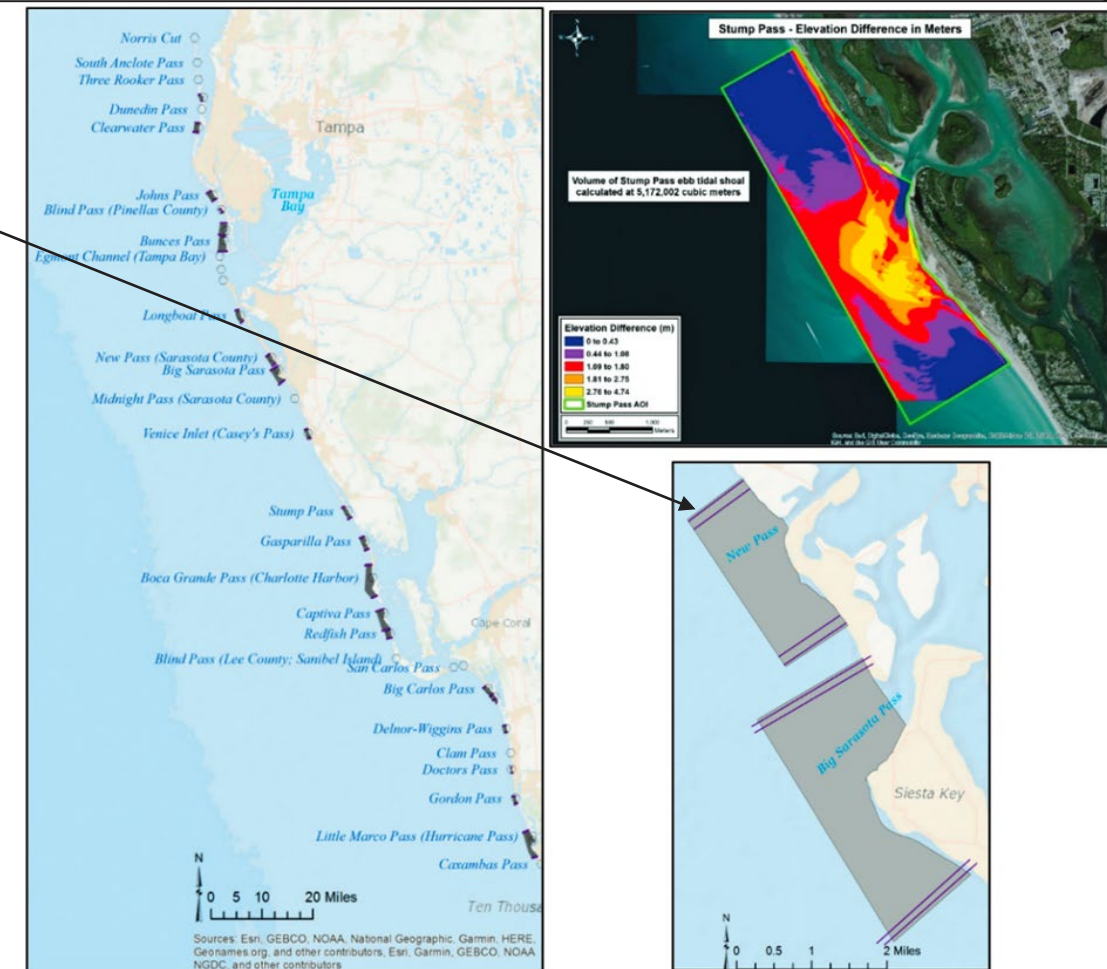 Norris Cut
South Anclote Pass
Three Rooker Pass
Dunedin Pass
Clearwater Pass
Tampa
Johns Pass
Tampa
Bay
Blind Pass (Pinellas County)
Bunces Pass
Egmont Channel (Tampa Bay)
Longboat Pass
New Pass (Sarasota County)
Big Sarasota Pass
Midnight Pass (Sarasota County)
Venice Inlet (Casey's Pass)
Stump Pass
Gasparilla Pass
Boca Grande Pass (Charlotte Harbor)
Captiva Pass
Cape Coral
Redfish Pass
Blind Pass (Lee County; Sanibel Island)
San Carlos Pass
Big Carlos Pass
Delnor-Wiggins Pass
Clam Pass
Doctors Pass
Gordon Pass
Little Marco Pass (Hurricane Pass)
Caxambas Pass
Ten Thousa
N
0 5 10 20 Miles
Sources: Esri, GEBCO, NOAA, National Geographic, Garmin, HERE,
Geonames.org, and other contributors, Esri, Garmin, GEBCO, NOAA
NGDC, and other contributors
Stump Pass - Elevation Difference in Meters
Volume of Stump Pass ebb tidal shoal
calculated at 5,172,002 cubic meters
Elevation Difference (m)
0 to 0.43
0.44 to 1.08
1.09 to 1.80
1.81 to 2.75
2.76 to 4.74
Stump Pass AOI
0 250 500 1,000
Meters
New Pass
Big Sarasota Pass
Siesta Key
N
0 0.5 1 2 Miles